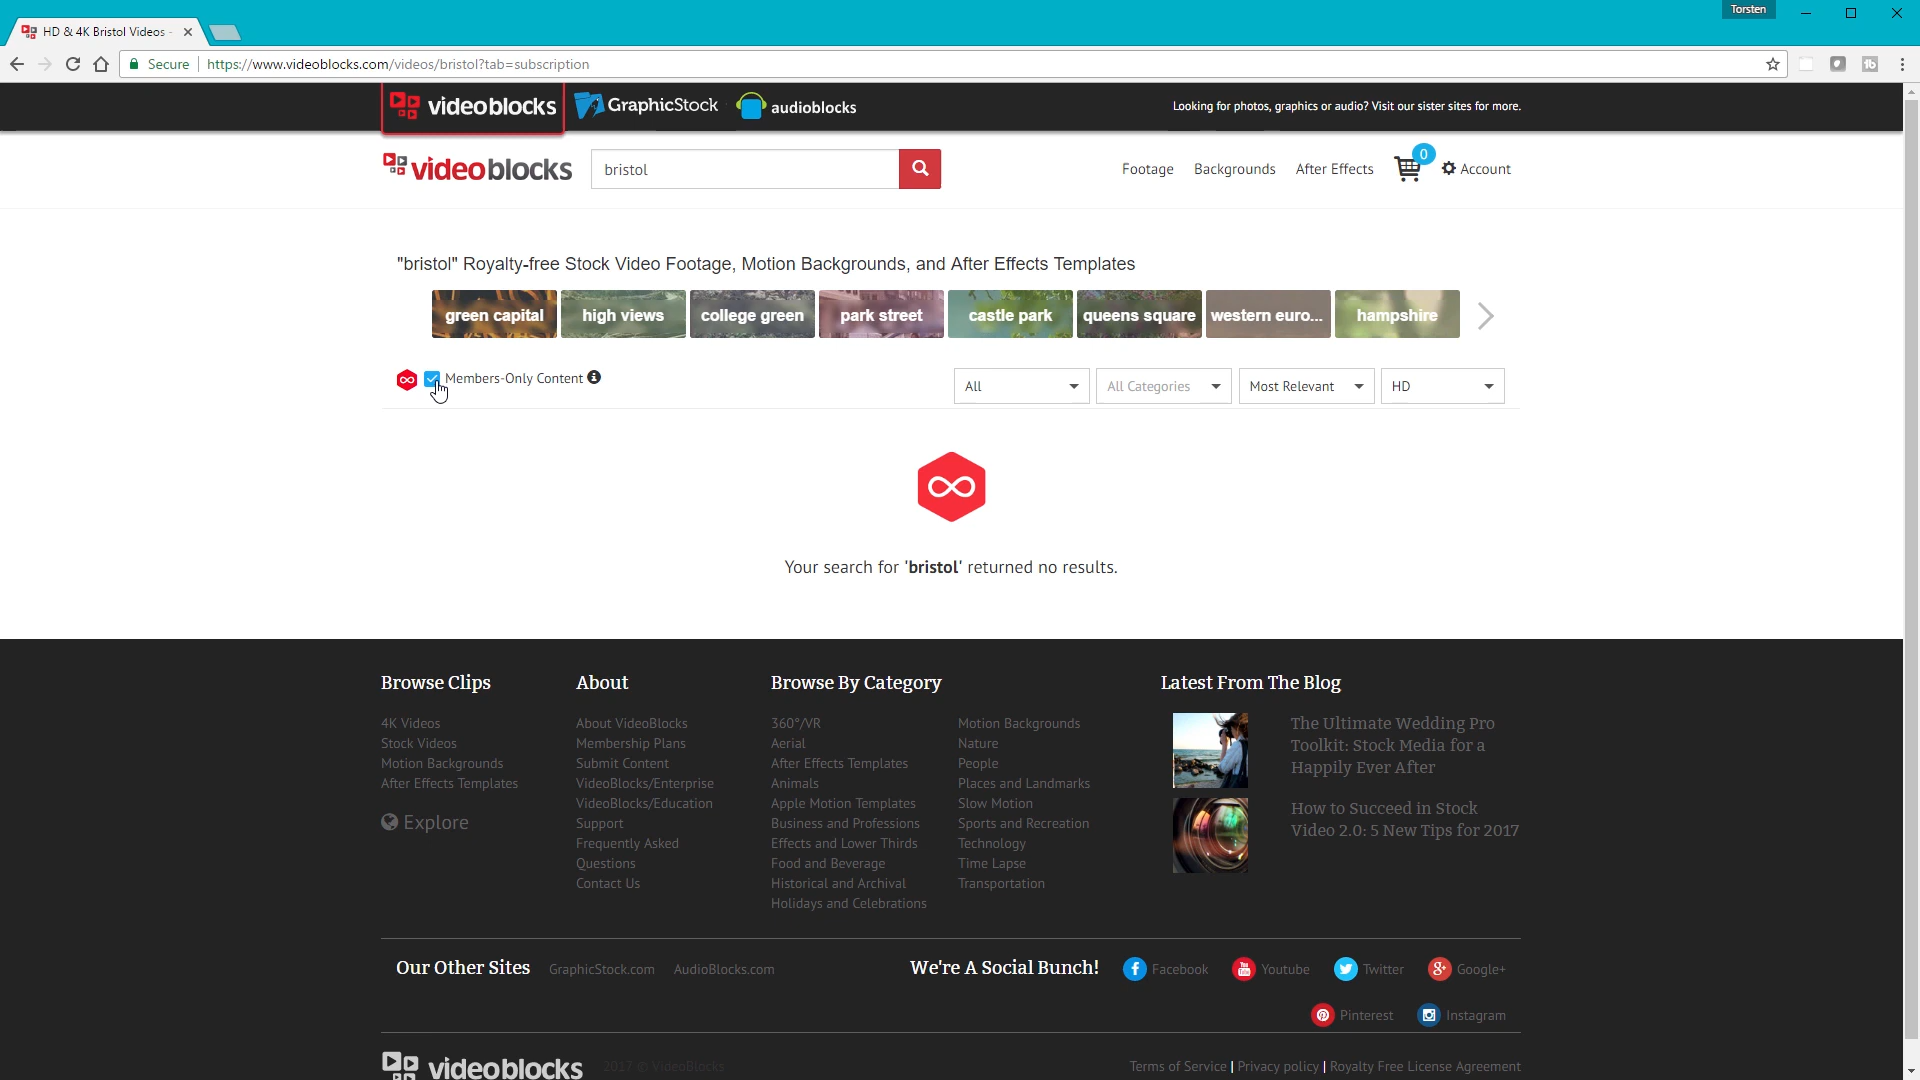 Torsten
HD & 4K Bristol Videos -
Secure https://www.videoblocks.com/videos/bristol?tab=subscription
videoblocks GraphicStock audioblocks Looking for photos, graphics or audio? Visit our sister sites for more.
videoblocks bristol Footage Backgrounds After Effects 0 Account
"bristol" Royalty-free Stock Video Footage, Motion Backgrounds, and After Effects Templates
green capital high views college green park street castle park queens square western euro... hampshire
Members-Only Content All All Categories Most Relevant HD
Your search for 'bristol' returned no results.
Browse Clips
4K Videos
Stock Videos
Motion Backgrounds
After Effects Templates
Explore
About
About VideoBlocks
Membership Plans
Submit Content
VideoBlocks/Enterprise
VideoBlocks/Education
Support
Frequently Asked
Questions
Contact Us
Browse By Category
360°/VR
Aerial
After Effects Templates
Animals
Apple Motion Templates
Business and Professions
Effects and Lower Thirds
Food and Beverage
Historical and Archival
Holidays and Celebrations
Motion Backgrounds
Nature
People
Places and Landmarks
Slow Motion
Sports and Recreation
Technology
Time Lapse
Transportation
Latest From The Blog
The Ultimate Wedding Pro
Toolkit: Stock Media for a
Happily Ever After
How to Succeed in Stock
Video 2.0: 5 New Tips for 2017
Our Other Sites GraphicStock.com AudioBlocks.com We're A Social Bunch! Facebook Youtube Twitter Google+
Pinterest Instagram
videoblocks 2017 © VideoBlocks Terms of Service | Privacy policy | Royalty Free License Agreement